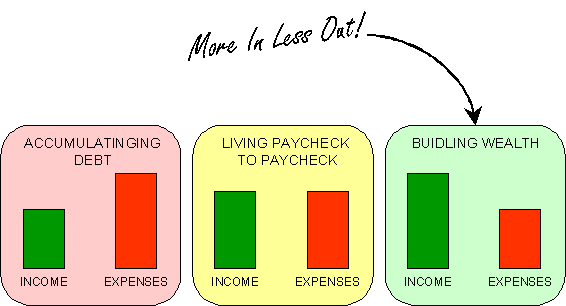 More In Less Out!
ACCUMULATINGING
DEBT
INCOME EXPENSES
LIVING PAYCHECK
TO PAYCHECK
INCOME EXPENSES
BUIDLING WEALTH
INCOME EXPENSES